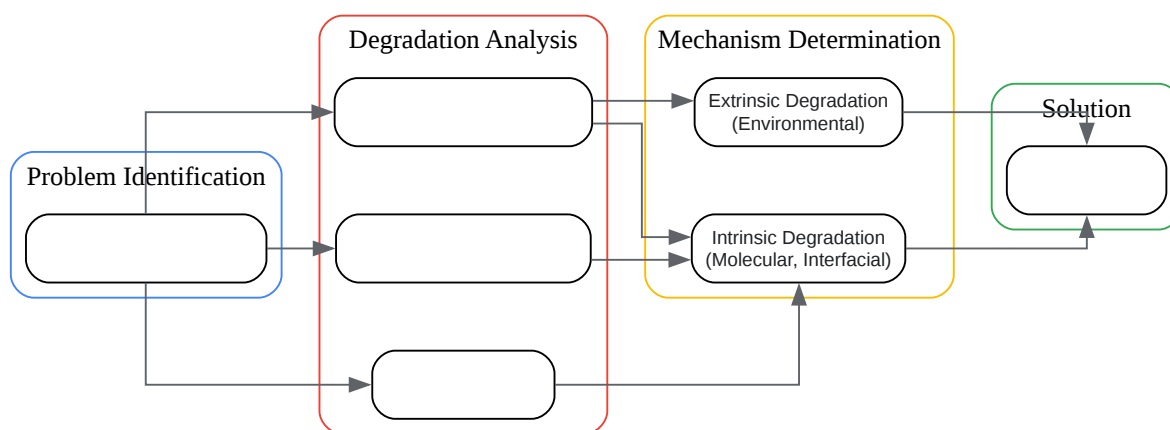 Degradation Analysis
Mechanism Determination
Extrinsic Degradation
(Environmental)
Solution
Problem Identification
Intrinsic Degradation
(Molecular, Interfacial)